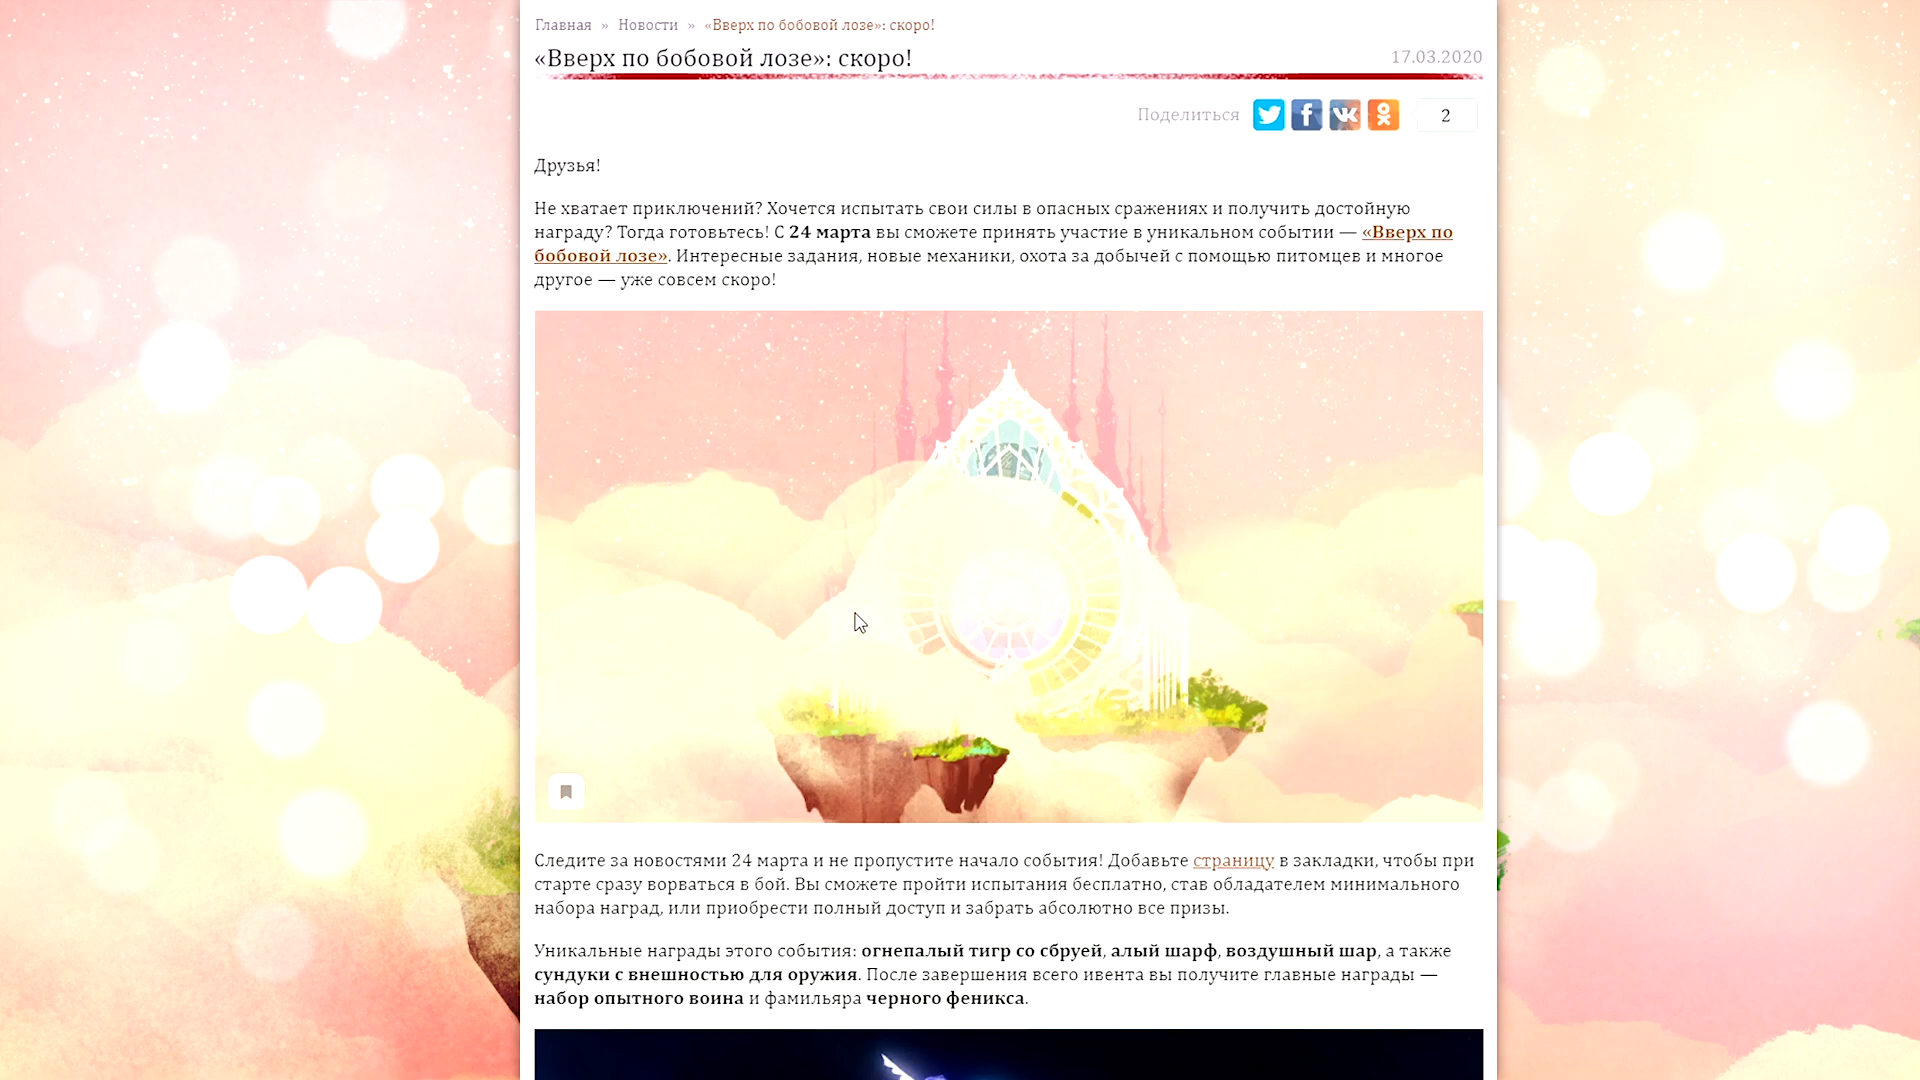 Главная » Новости » «Вверх по бобовой лозе»: скоро!
«Вверх по бобовой лозе»: скоро!
17.03.2020
Поделиться
2
Друзья!
Не хватает приключений? Хочется испытать свои силы в опасных сражениях и получить достойную
награду? Тогда готовьтесь! С 24 марта вы сможете принять участие в уникальном событии — «Вверх по
бобовой лозе». Интересные задания, новые механики, охота за добычей с помощью питомцев и многое
другое — уже совсем скоро!
Следите за новостями 24 марта и не пропустите начало события! Добавьте страницу в закладки, чтобы при
старте сразу ворваться в бой. Вы сможете пройти испытания бесплатно, став обладателем минимального
набора наград, или приобрести полный доступ и забрать абсолютно все призы.
Уникальные награды этого события: огнепалый тигр со сбруей, алый шарф, воздушный шар, а также
сундуки с внешностью для оружия. После завершения всего ивента вы получите главные награды —
набор опытного воина и фамильяра черного феникса.